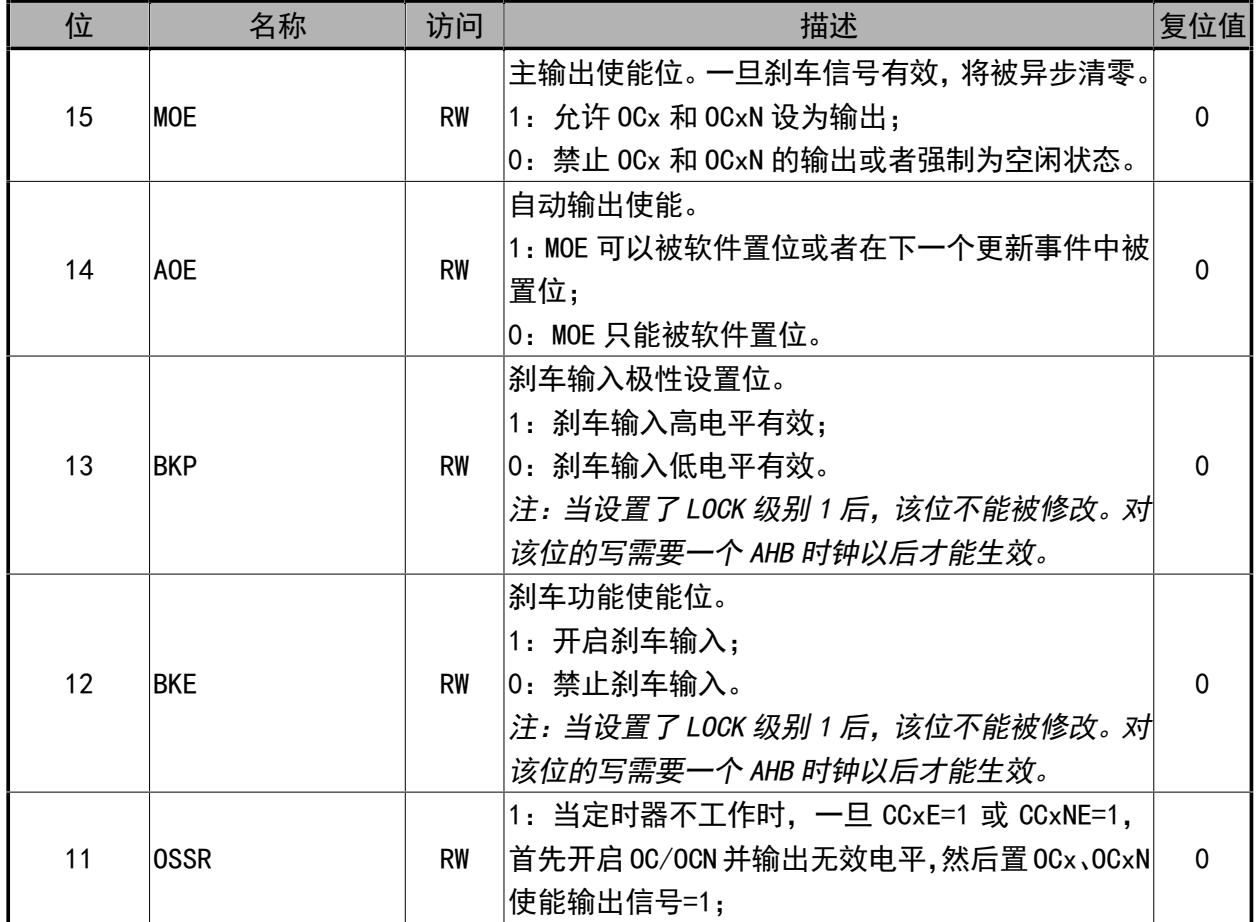 位 名称 访问 描述 复位值
15 MOE RW 主输出使能位。一旦刹车信号有效，将被异步清零。
1：允许 OCx 和 OCxN 设为输出；
0：禁止 OCx 和 OCxN 的输出或者强制为空闲状态。
0
14 AOE RW 自动输出使能。
1：MOE 可以被软件置位或者在下一个更新事件中被
置位；
0：MOE 只能被软件置位。
0
13 BKP RW 刹车输入极性设置位。
1：刹车输入高电平有效；
0：刹车输入低电平有效。
注：当设置了 LOCK 级别 1 后，该位不能被修改。对
该位的写需要一个 AHB 时钟以后才能生效。
0
12 BKE RW 刹车功能使能位。
1：开启刹车输入；
0：禁止刹车输入。
注：当设置了 LOCK 级别 1 后，该位不能被修改。对
该位的写需要一个 AHB 时钟以后才能生效。
0
11 OSSR RW 1：当定时器不工作时，一旦 CCxE=1 或 CCxNE=1，
首先开启 OC/OCN 并输出无效电平，然后置 OCx、OCxN
使能输出信号=1；
0